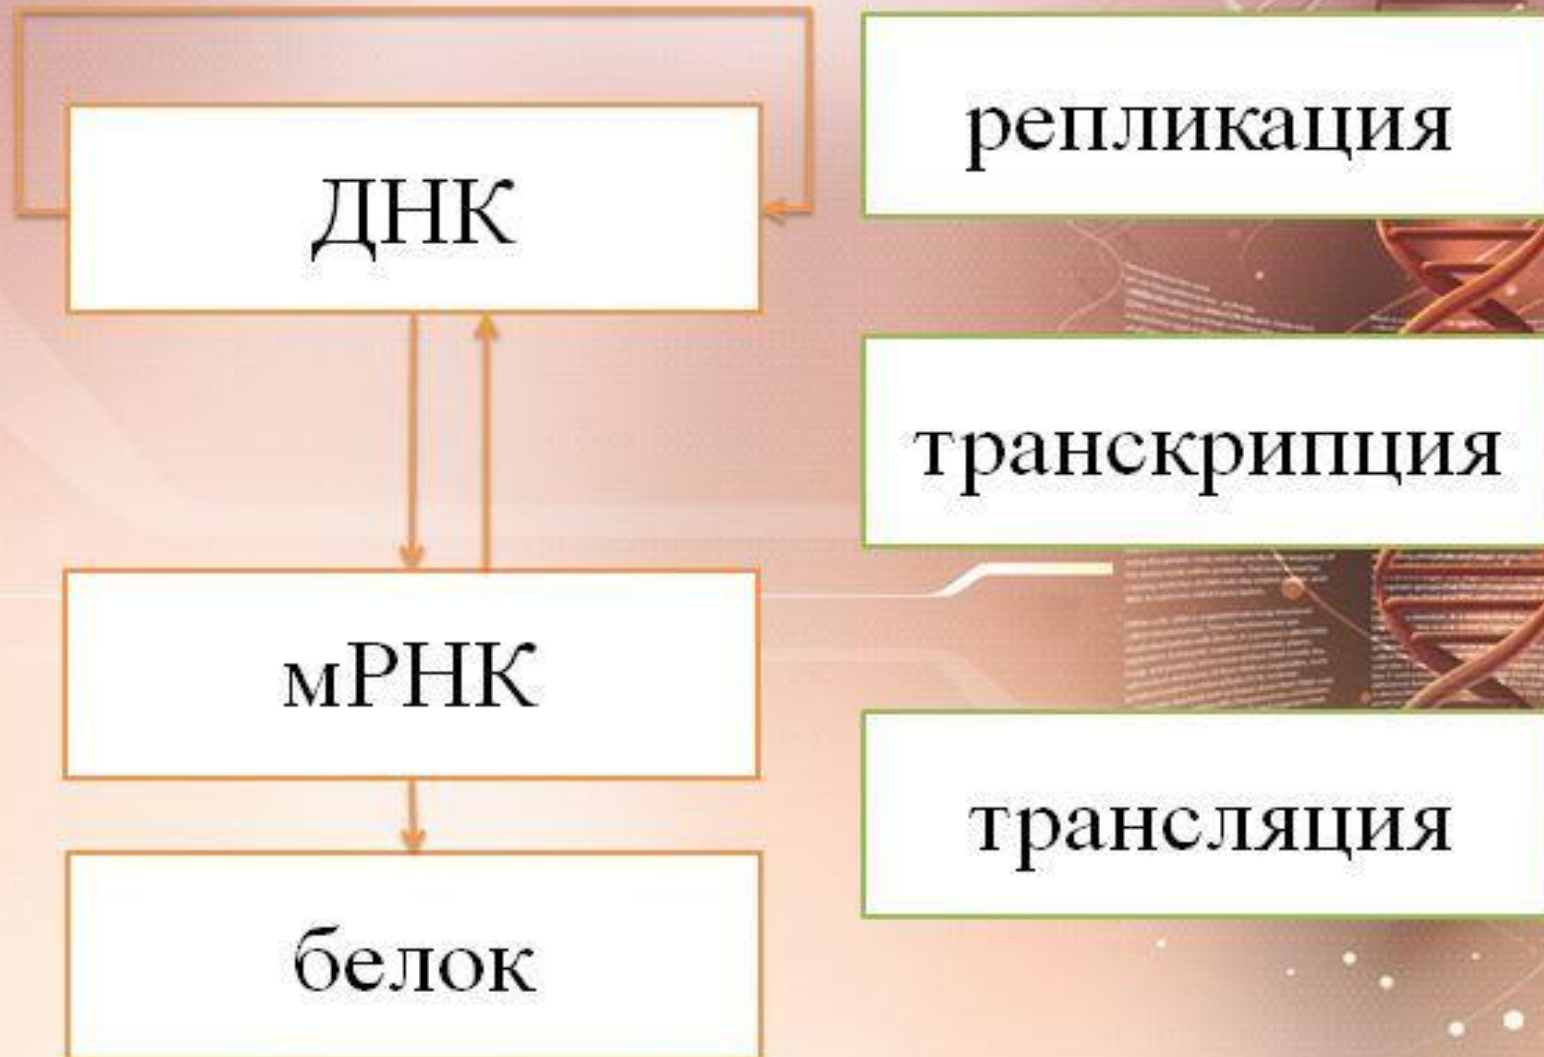 ДНК
репликация
транскрипция
мРНК
трансляция
белок